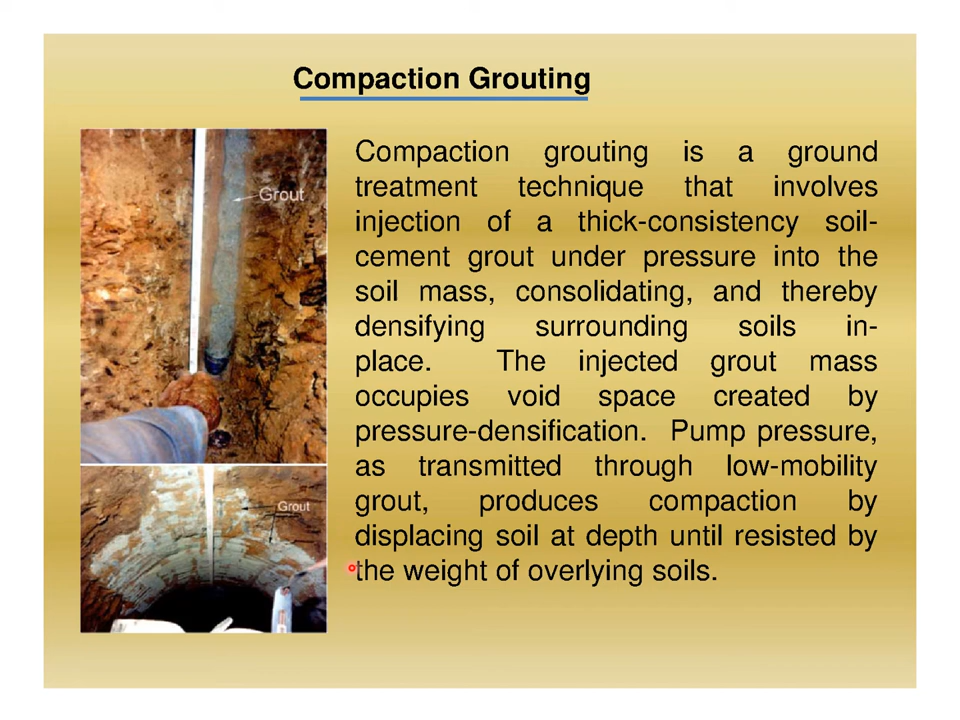 Compaction Grouting
Grout
Grout
Compaction grouting is a ground
treatment technique that involves
injection of a thick-consistency soil-
cement grout under pressure into the
soil mass, consolidating, and thereby
densifying surrounding soils in-
place. The injected grout mass
occupies void space created by
pressure-densification. Pump pressure,
as transmitted through low-mobility
grout, produces compaction by
displacing soil at depth until resisted by
the weight of overlying soils.